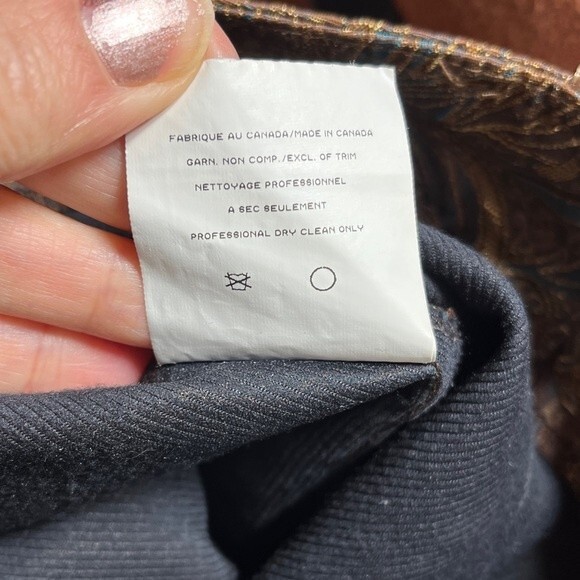 FABRIQUE AU CANADA/MADE IN CANADA
GARN. NON COMP./EXCL. OF TRIM
NETTOYAGE PROFESSIONNEL
A SEC SEULEMENT
PROFESSIONAL DRY CLEAN ONLY